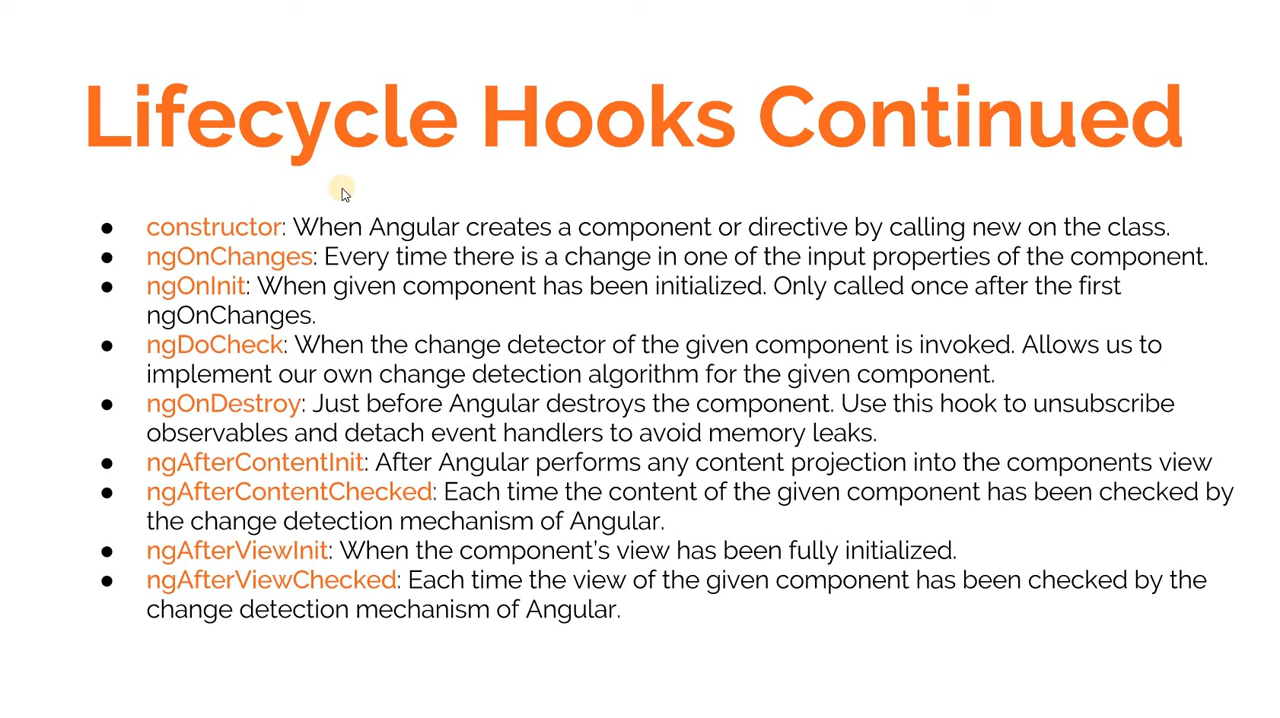 Lifecycle Hooks Continued
● constructor: When Angular creates a component or directive by calling new on the class.
● ngOnChanges: Every time there is a change in one of the input properties of the component.
● ngOnInit: When given component has been initialized. Only called once after the first
ngOnChanges.
● ngDoCheck: When the change detector of the given component is invoked. Allows us to
implement our own change detection algorithm for the given component.
● ngOnDestroy: Just before Angular destroys the component. Use this hook to unsubscribe
observables and detach event handlers to avoid memory leaks.
● ngAfterContentInit: After Angular performs any content projection into the components view
● ngAfterContentChecked: Each time the content of the given component has been checked by
the change detection mechanism of Angular.
● ngAfterViewInit: When the component’s view has been fully initialized.
● ngAfterViewChecked: Each time the view of the given component has been checked by the
change detection mechanism of Angular.